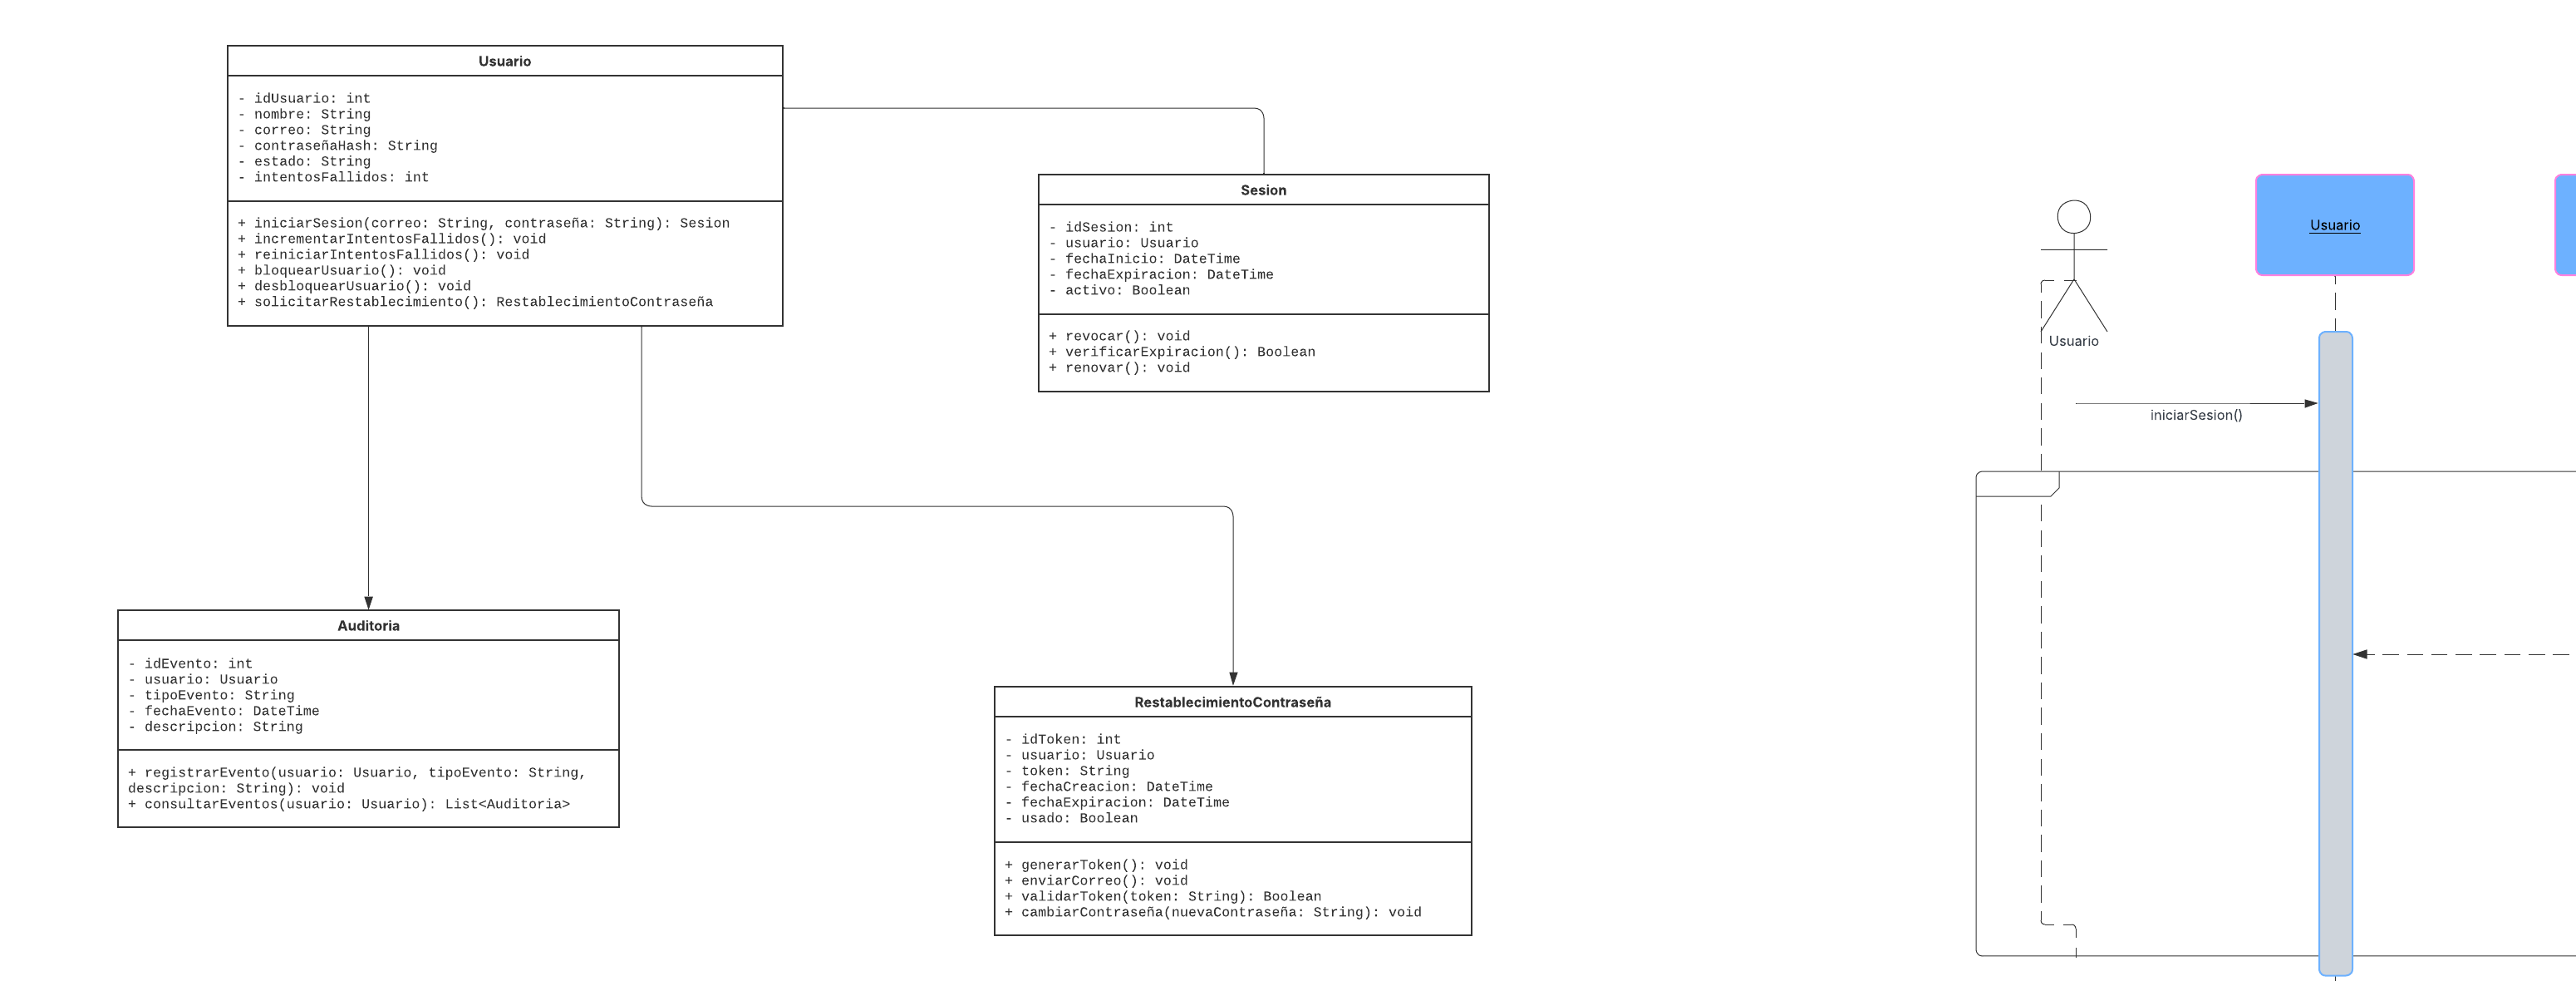 Usuario
- idUsuario: int
- nombre: String
- correo: String
- contraseñaHash: String
- estado: String
- intentosFallidos: int
+ iniciarSesion(correo: String, contraseña: String): Sesion
+ incrementarIntentosFallidos(): void
+ reiniciarIntentosFallidos(): void
+ bloquearUsuario(): void
+ desbloquearUsuario(): void
+ solicitarRestablecimiento(): RestablecimientoContraseña
Sesion
- idSesion: int
- usuario: Usuario
- fechaInicio: DateTime
- fechaExpiracion: DateTime
- activo: Boolean
+ revocar(): void
+ verificarExpiracion(): Boolean
+ renovar(): void
Auditoria
- idEvento: int
- usuario: Usuario
- tipoEvento: String
- fechaEvento: DateTime
- descripcion: String
+ registrarEvento(usuario: Usuario, tipoEvento: String,
descripcion: String): void
+ consultarEventos(usuario: Usuario): List<Auditoria>
RestablecimientoContraseña
- idToken: int
- usuario: Usuario
- token: String
- fechaCreacion: DateTime
- fechaExpiracion: DateTime
- usado: Boolean
+ generarToken(): void
+ enviarCorreo(): void
+ validarToken(token: String): Boolean
+ cambiarContraseña(nuevaContraseña: String): void
Usuario
Usuario
iniciarSesion()